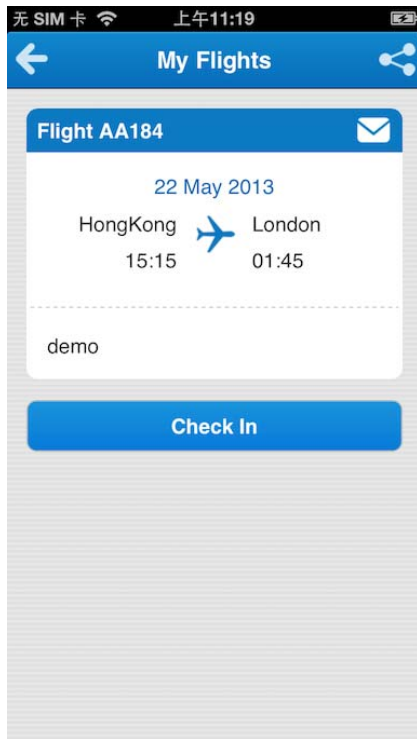 无 SIM 卡 上午11:19
My Flights
Flight AA184
22 May 2013
HongKong London
15:15 01:45
demo
Check In